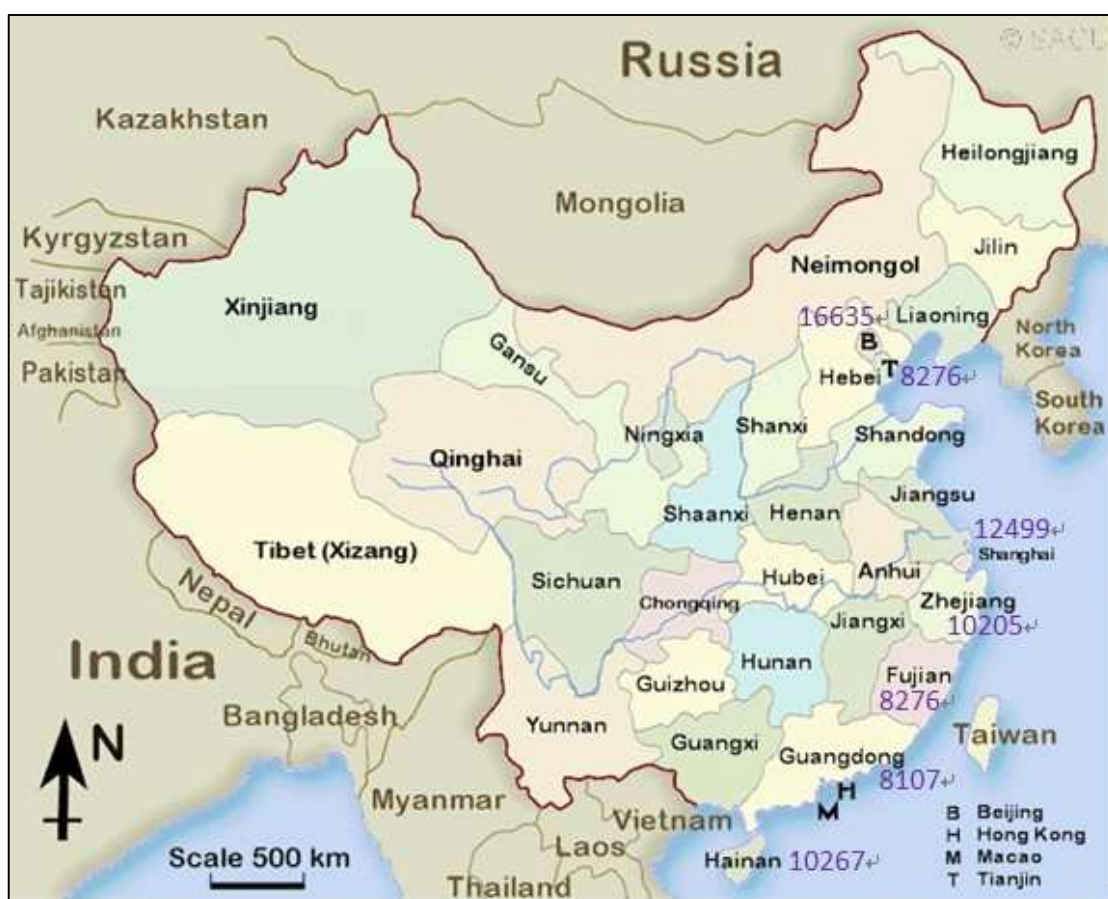 © SACU
Russia
Kazakhstan
Heilongjiang
Mongolia
Kyrgyzstan
Jilin
Neimongol
Tajikistan
Xinjiang
16635↵
Liaoning
Afghanistan
B
North
Korea
Gansu
Pakistan
T 8276↵
Hebei
South
Korea
Ningxia
Shanxi
Shandong
Qinghai
Jiangsu
Shaanxi
Henan
12499↵
Shanghai
Tibet (Xizang)
Sichuan
Hubei
Anhui
Chongqing
Zhejiang
10205↵
Nepal
Jiangxi
Bhutan
India
Hunan
Fujian
8276↵
Guizhou
Bangladesh
Yunnan
Taiwan
N
Guangxi
Guangdong
8107↵
Myanmar
H
M
Vietnam
B Beijing
H Hong Kong
M Macao
T Tianjin
Laos
Scale 500 km
Hainan 10267↵
Thailand